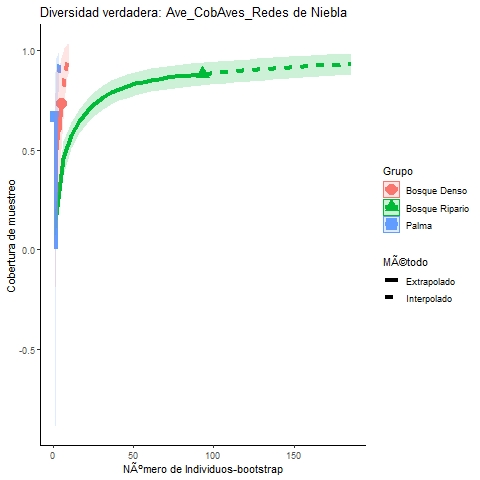 Diversidad verdadera: Ave_CobAves_Redes de Niebla
1.0
0.5
0.0
-0.5
Cobertura de muestreo
0
50
100
150
NÃºmero de Individuos-bootstrap
Grupo
Bosque Denso
Bosque Ripario
Palma
MÃ©todo
Extrapolado
Interpolado